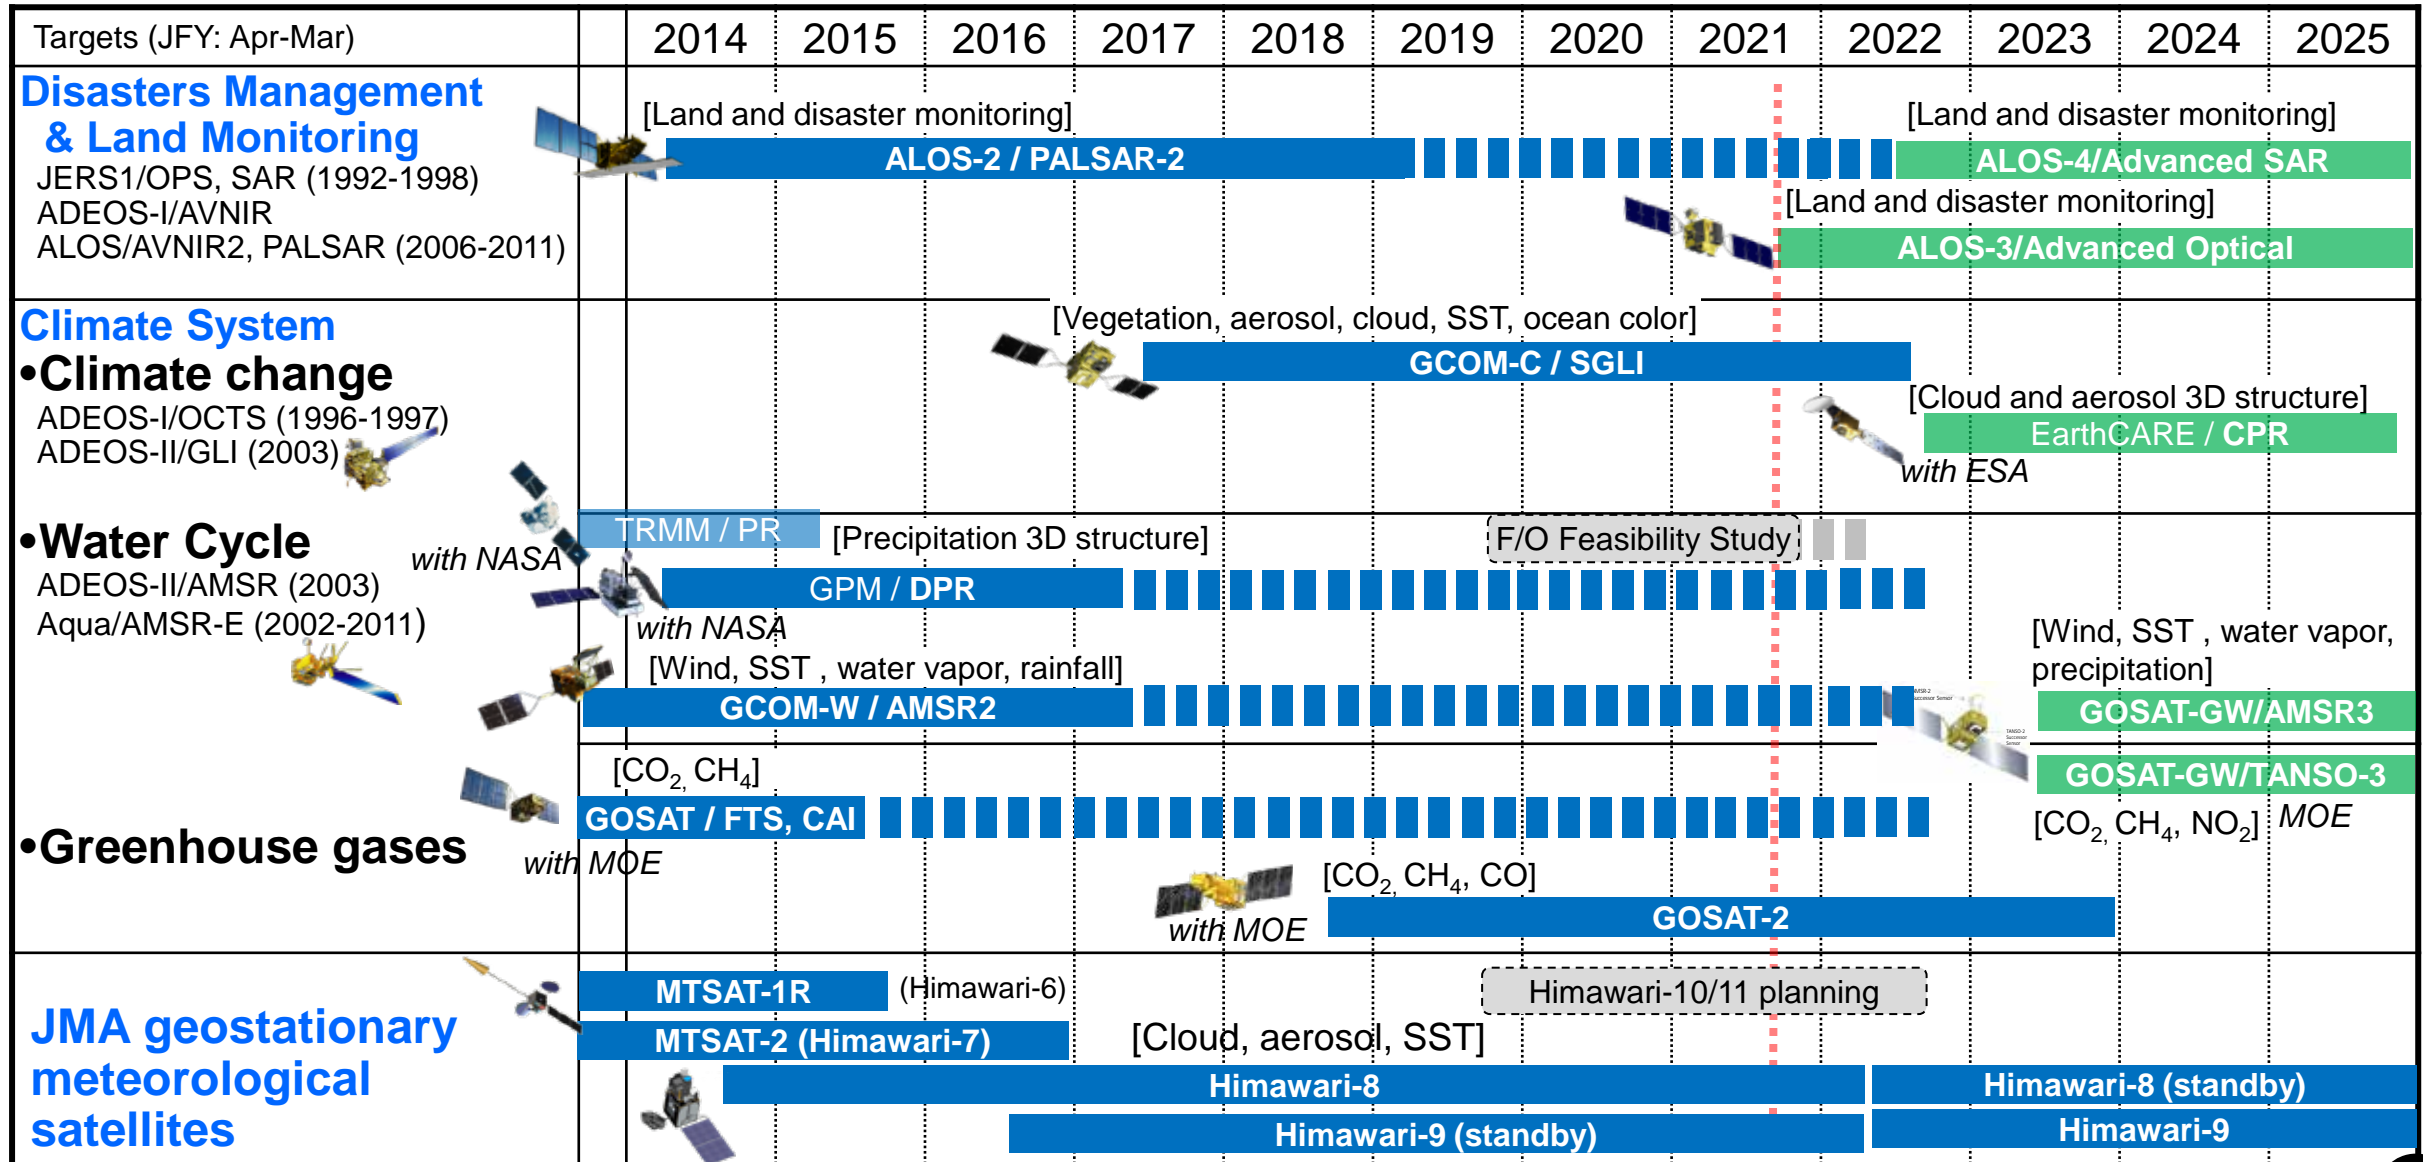 Targets (JFY: Apr-Mar)
2014 2015 2016 2017 2018 2019 2020 2021 2022 2023 2024 2025
Disasters Management
& Land Monitoring
JERS1/OPS, SAR (1992-1998)
ADEOS-I/AVNIR
ALOS/AVNIR2, PALSAR (2006-2011)
[Land and disaster monitoring]
ALOS-2 / PALSAR-2
[Land and disaster monitoring]
ALOS-4/Advanced SAR
[Land and disaster monitoring]
ALOS-3/Advanced Optical
Climate System
•Climate change
ADEOS-I/OCTS (1996-1997)
ADEOS-II/GLI (2003)
[Vegetation, aerosol, cloud, SST, ocean color]
GCOM-C / SGLI
[Cloud and aerosol 3D structure]
EarthCARE / CPR
with ESA
•Water Cycle
ADEOS-II/AMSR (2003)
Aqua/AMSR-E (2002-2011)
with NASA
TRMM / PR
[Precipitation 3D structure]
F/O Feasibility Study
GPM / DPR
with NASA
[Wind, SST , water vapor, rainfall]
GCOM-W / AMSR2
[Wind, SST , water vapor,
precipitation]
AMSR-2
Successor Sensor
TANSO-2
Successor
Sensor
GOSAT-GW/AMSR3
•Greenhouse gases
[CO₂, CH₄]
GOSAT / FTS, CAI
with MOE
GOSAT-GW/TANSO-3
[CO₂, CH₄, NO₂]
MOE
[CO₂, CH₄, CO]
with MOE
GOSAT-2
JMA geostationary
meteorological
satellites
MTSAT-1R
(Himawari-6)
Himawari-10/11 planning
MTSAT-2 (Himawari-7)
[Cloud, aerosol, SST]
Himawari-8
Himawari-8 (standby)
Himawari-9 (standby)
Himawari-9